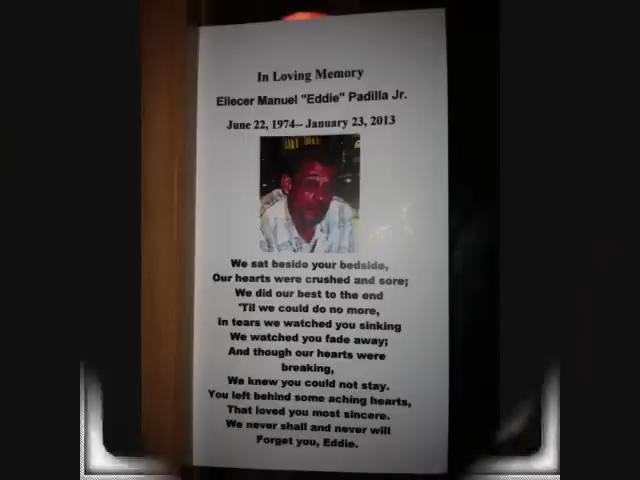 In Loving Memory
Eliecer Manuel "Eddie" Padilla Jr.
June 22, 1974-- January 23, 2013
We sat beside your bedside,
Our hearts were crushed and sore;
We did our best to the end
'Til we could do no more,
In tears we watched you sinking
We watched you fade away;
And though our hearts were
breaking,
We knew you could not stay.
You left behind some aching hearts,
That loved you most sincere.
We never shall and never will
Forget you, Eddie.